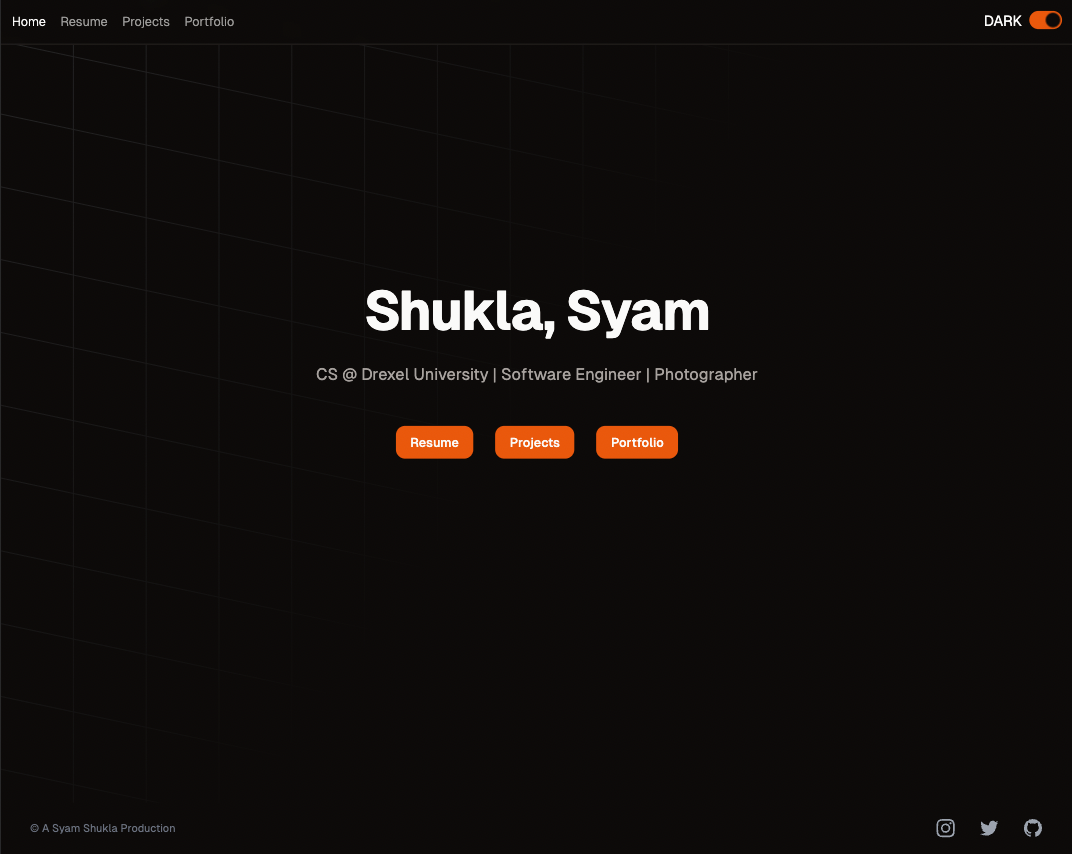 Home Resume Projects Portfolio DARK
Shukla, Syam
CS @ Drexel University | Software Engineer | Photographer
Resume Projects Portfolio
© A Syam Shukla Production